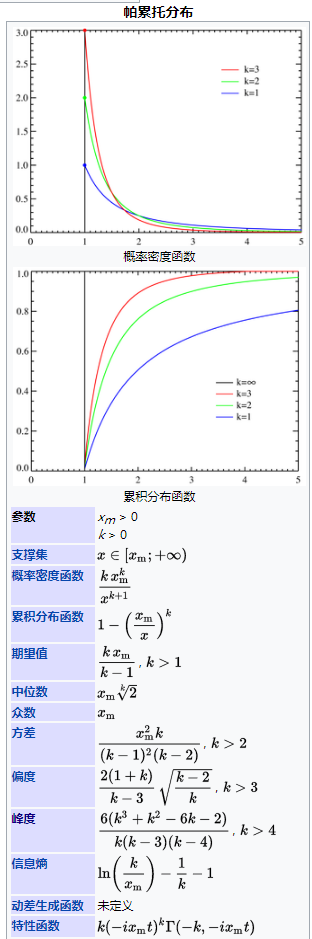 帕累托分布
3.0
2.5
2.0
1.5
1.0
0.5
0.0
k=3
k=2
k=1
0 1 2 3 4 5
概率密度函数
1.0
0.8
0.6
0.4
0.2
0.0
k=∞
k=3
k=2
k=1
0 1 2 3 4 5
累积分布函数
参数 x_m > 0
k > 0
支撑集 x ∈ [x_m; +∞)
概率密度函数 \frac{k x_m^k}{x^{k+1}}
累积分布函数 1 − \left(\frac{x_m}{x}\right)^k
期望值 \frac{k x_m}{k − 1}, k > 1
中位数 x_m \sqrt[k]{2}
众数 x_m
方差 \frac{x_m^2 k}{(k − 1)^2(k − 2)}, k > 2
偏度 \frac{2(1 + k)}{k − 3} \sqrt{\frac{k − 2}{k}}, k > 3
峰度 \frac{6(k^3 + k^2 − 6k − 2)}{k(k − 3)(k − 4)}, k > 4
信息熵 \ln\left(\frac{k}{x_m}\right) − \frac{1}{k} − 1
动差生成函数 未定义
特性函数 k(−ix_m t)^k Γ(−k, −ix_m t)